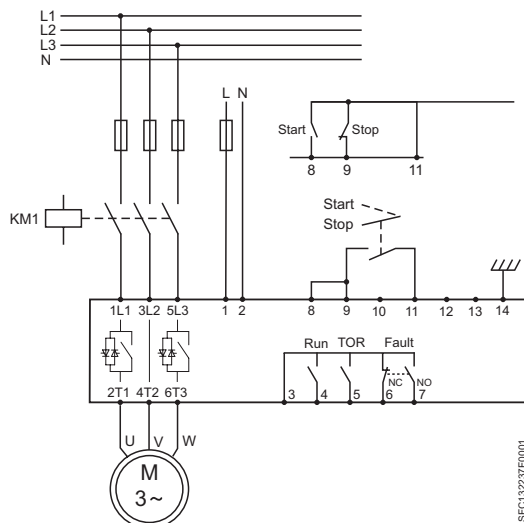 L1
L2
L3
N
L N
Start Stop
8 9 11
KM1
Start
Stop
1L1 3L2 5L3 1 2 8 9 10 11 12 13 14
Run TOR Fault
NC NO
2T1 4T2 6T3 3 4 5 6 7
U V W
M
3~